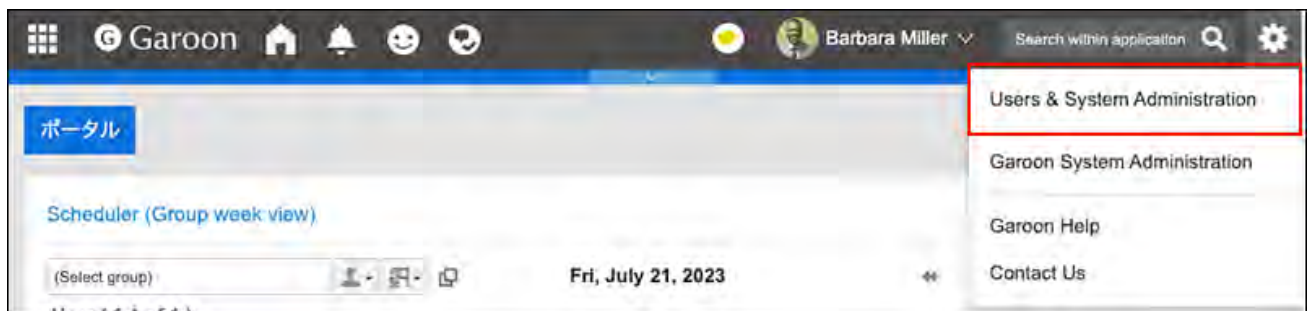 Garoon
Barbara Miller
Search within application
Users & System Administration
ポータル
Garoon System Administration
Scheduler (Group week view)
Garoon Help
(Select group)
Fri, July 21, 2023
Contact Us